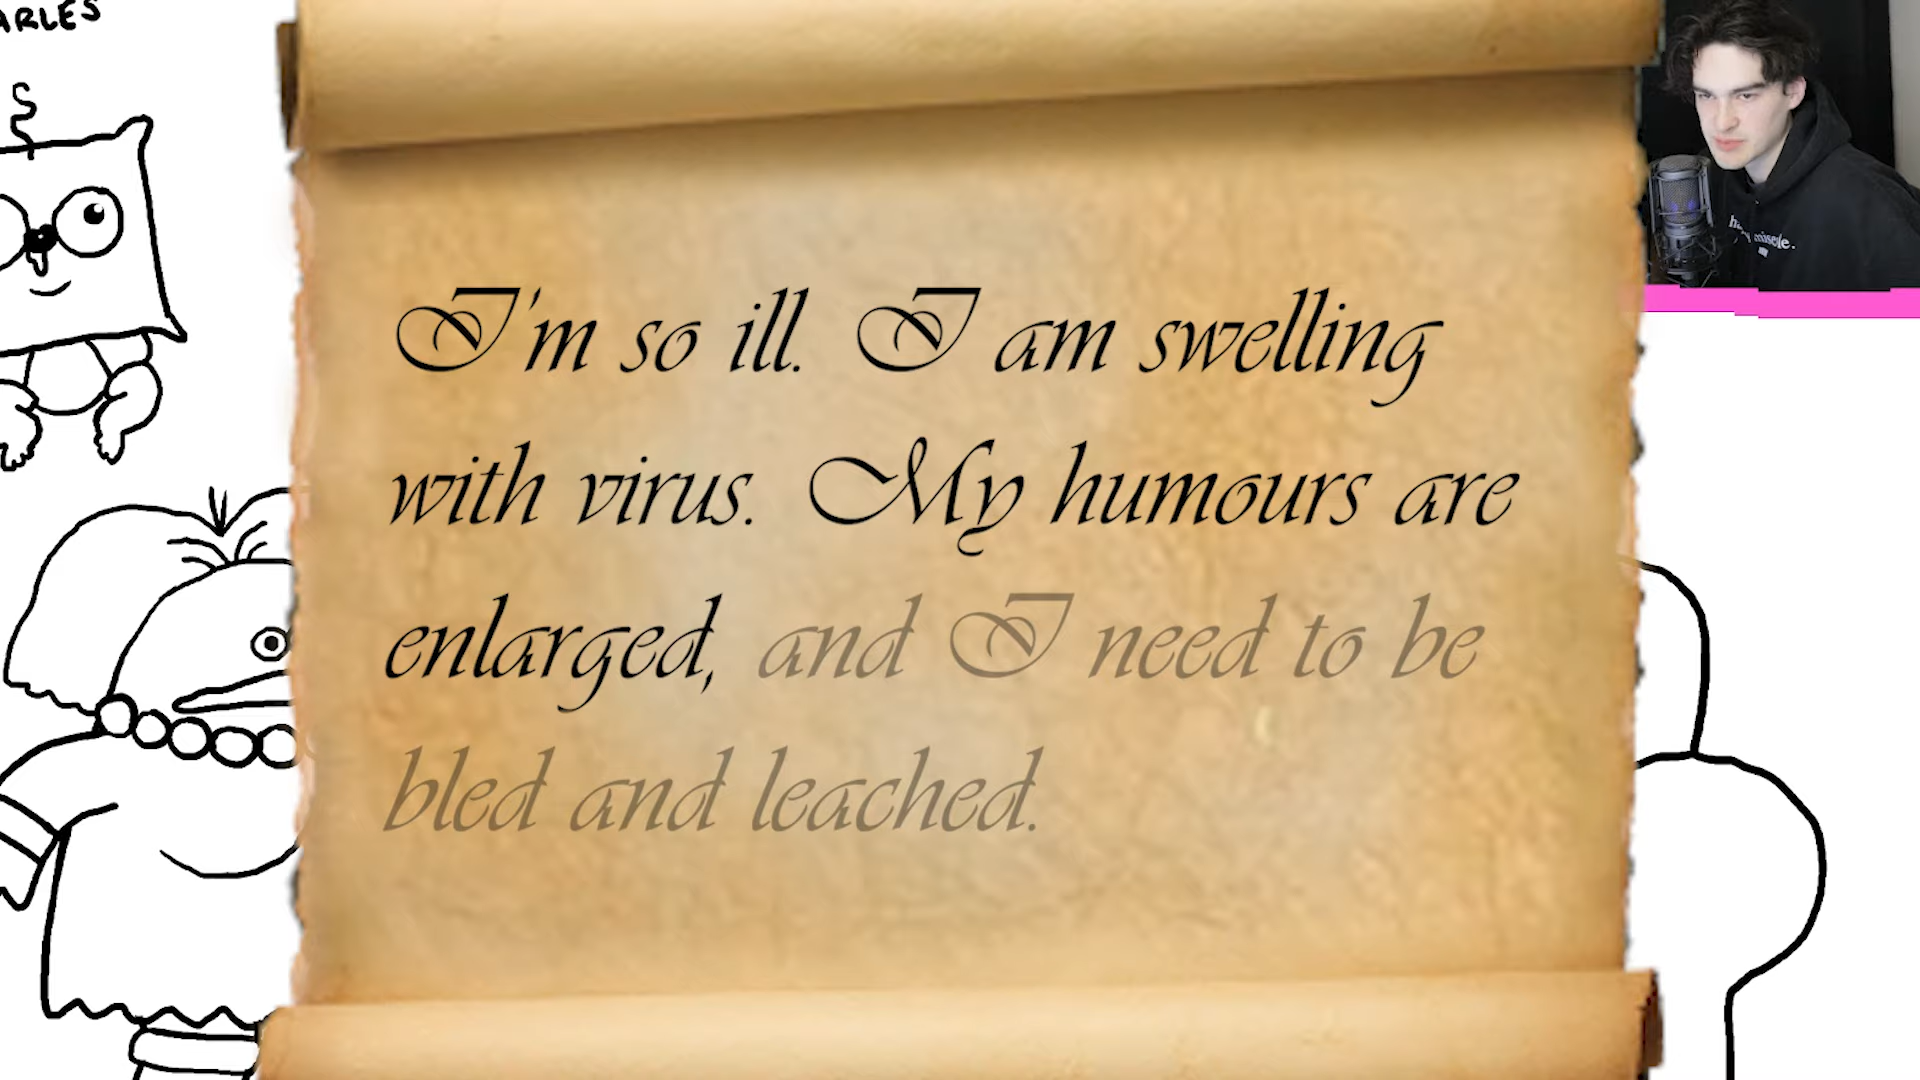 ARLES
I'm so ill. I am swelling
with virus. My humours are
enlarged, and I need to be
bled and leached.